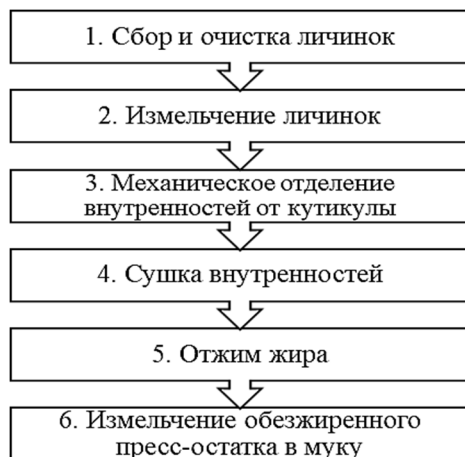 1. Сбор и очистка личинок
2. Измельчение личинок
3. Механическое отделение
внутренностей от кутикулы
4. Сушка внутренностей
5. Отжим жира
6. Измельчение обезжиренного
пресс-остатка в муку